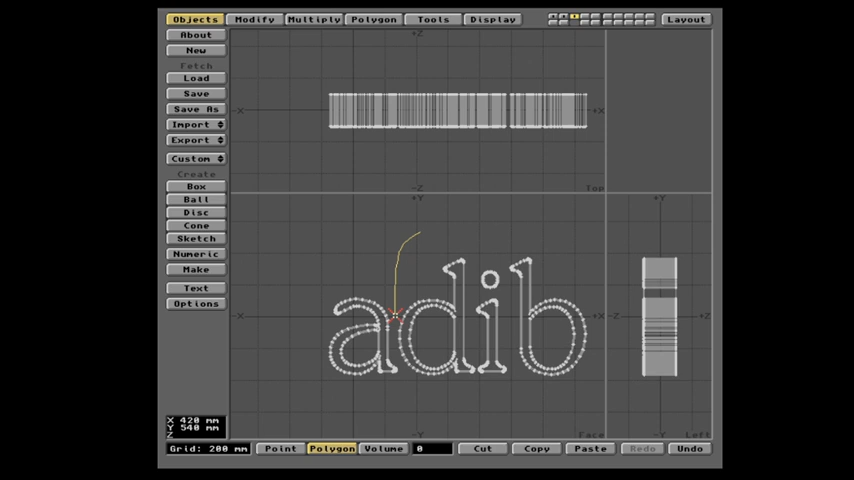 Objects Modify Multiply Polygon Tools Display Layout
About
New
Fetch
Load
Save
Save As
Import
Export
Custom
Create
Box
Ball
Disc
Cone
Sketch
Numeric
Make
Text
Options
+Z
-X +X
-Z Top
+Y +Y
adib
-X +X -Z +Z
-Y Face -Y Left
X 420 mm
Y 540 mm
Z
Grid: 200 mm Point Polygon Volume 0 Cut Copy Paste Redo Undo